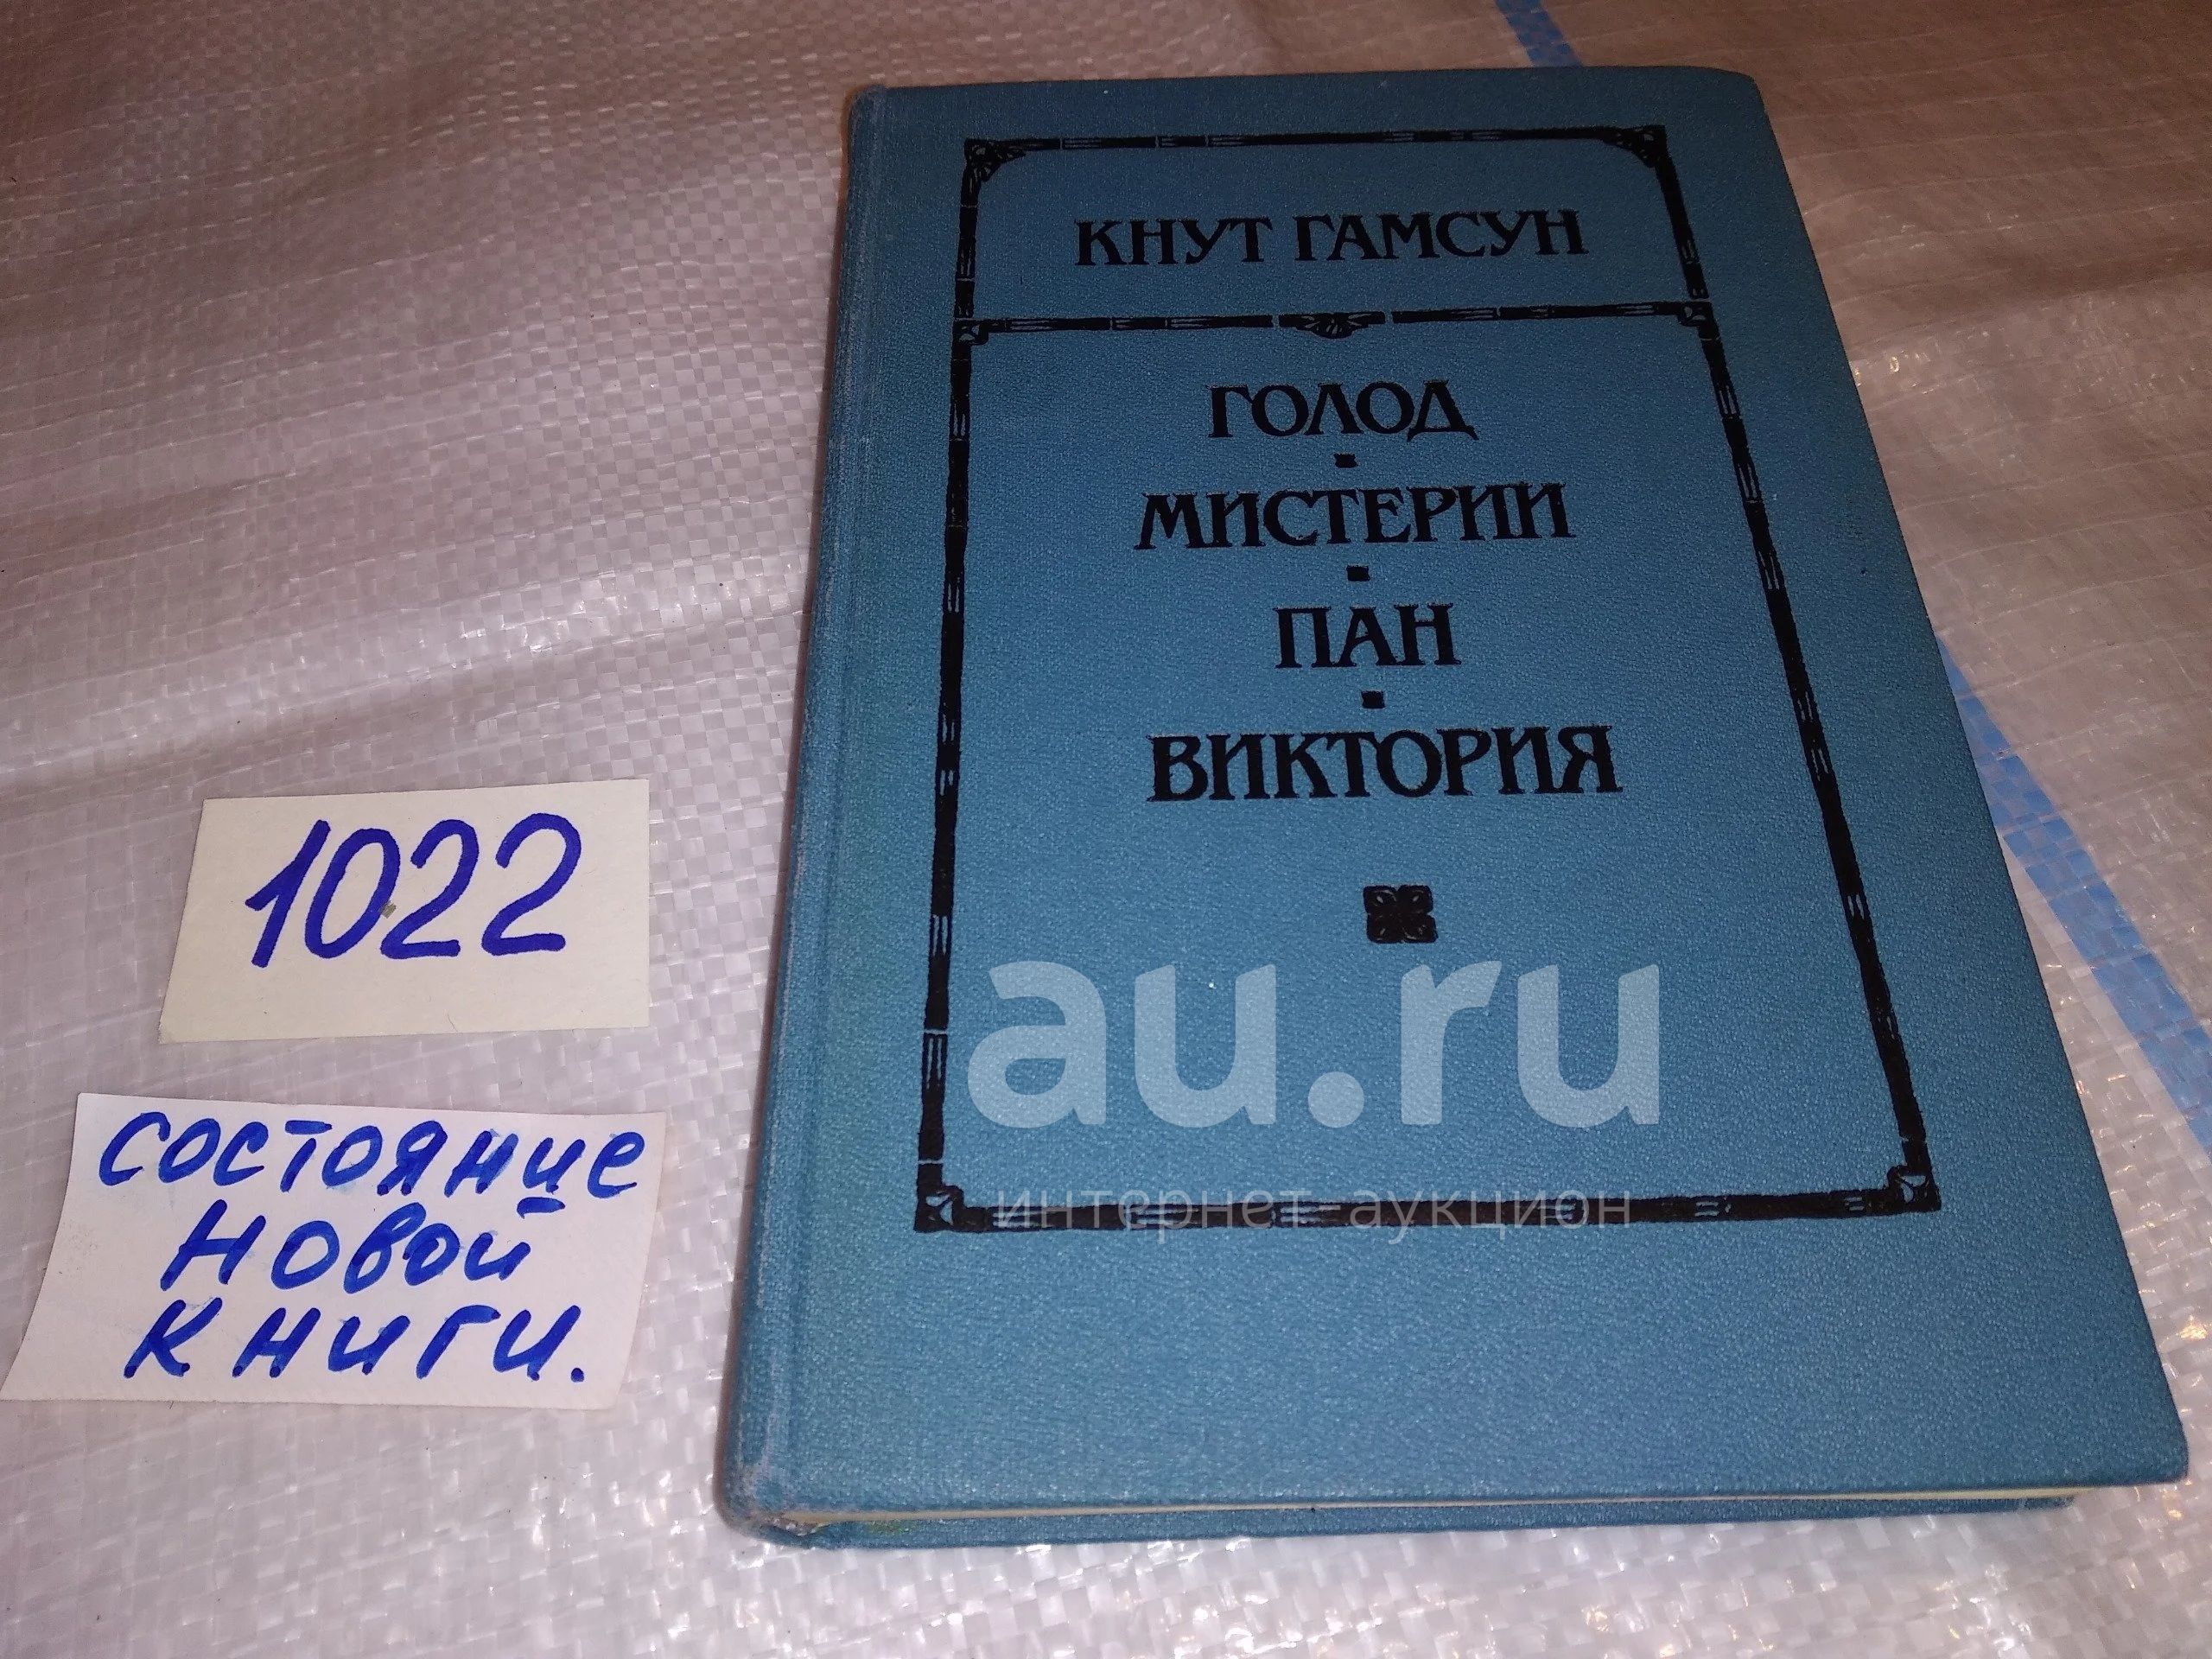 КНУТ ГАМСУН
ГОЛОД
МИСТЕРИИ
ПАН
ВИКТОРИЯ
au.ru
интернет-аукцион
1022
состояние
новой
книги.